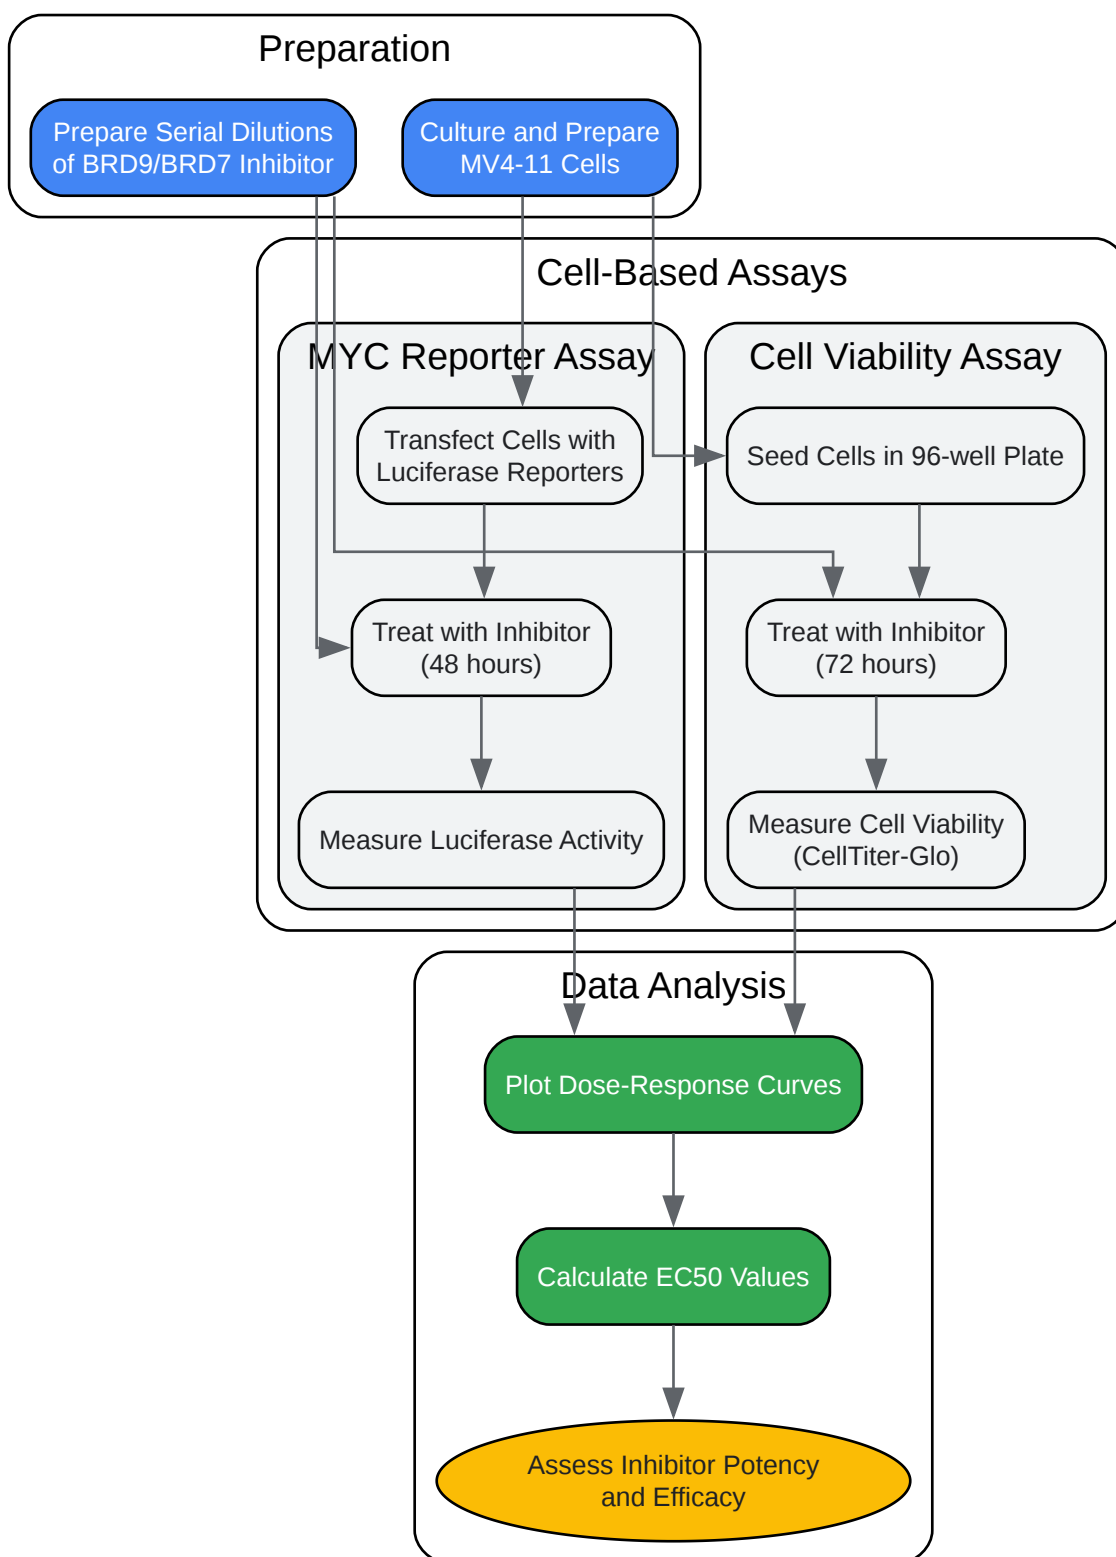 Preparation
Prepare Serial Dilutions
of BRD9/BRD7 Inhibitor
Culture and Prepare
MV4-11 Cells
Cell-Based Assays
MYC Reporter Assay
Transfect Cells with
Luciferase Reporters
Treat with Inhibitor
(48 hours)
Measure Luciferase Activity
Cell Viability Assay
Seed Cells in 96-well Plate
Treat with Inhibitor
(72 hours)
Measure Cell Viability
(CellTiter-Glo)
Data Analysis
Plot Dose-Response Curves
Calculate EC50 Values
Assess Inhibitor Potency
and Efficacy